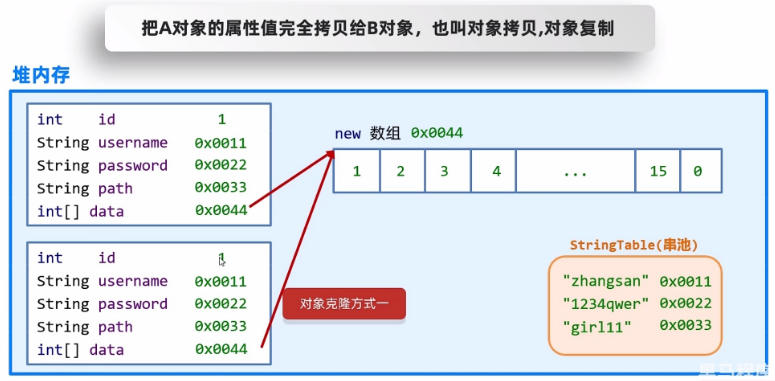 把A对象的属性值完全拷贝给B对象，也叫对象拷贝,对象复制
堆内存
int id 1
String username 0x0011
String password 0x0022
String path 0x0033
int[] data 0x0044
new 数组 0x0044
1 2 3 4 ... 15 0
int id 1
String username 0x0011
String password 0x0022
String path 0x0033
int[] data 0x0044
对象克隆方式一
StringTable(串池)
"zhangsan" 0x0011
"1234qwer" 0x0022
"girl11" 0x0033